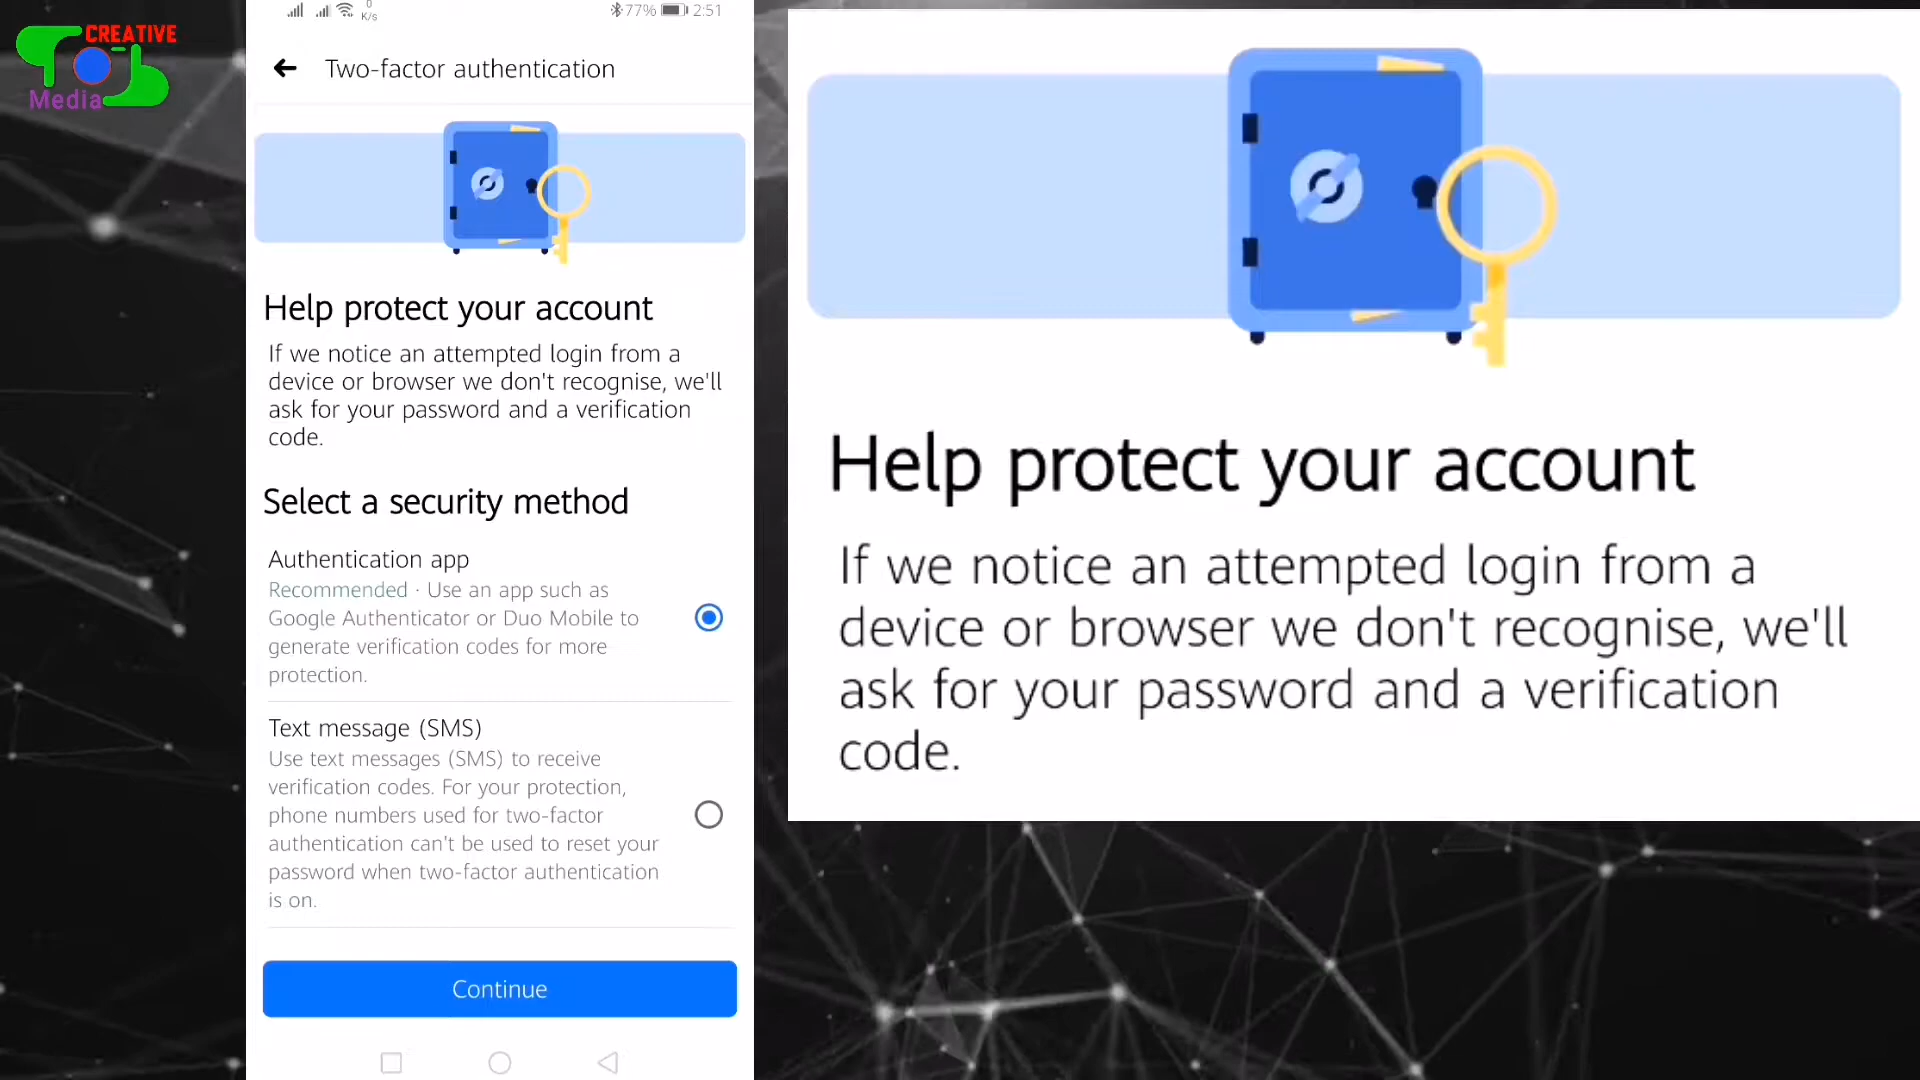 CREATIVE
Media
0
K/s
77%
2:51
Two-factor authentication
Help protect your account
If we notice an attempted login from a
device or browser we don't recognise, we'll
ask for your password and a verification
code.
Select a security method
Authentication app
Recommended · Use an app such as
Google Authenticator or Duo Mobile to
generate verification codes for more
protection.
Text message (SMS)
Use text messages (SMS) to receive
verification codes. For your protection,
phone numbers used for two-factor
authentication can't be used to reset your
password when two-factor authentication
is on.
Continue
Help protect your account
If we notice an attempted login from a
device or browser we don't recognise, we'll
ask for your password and a verification
code.